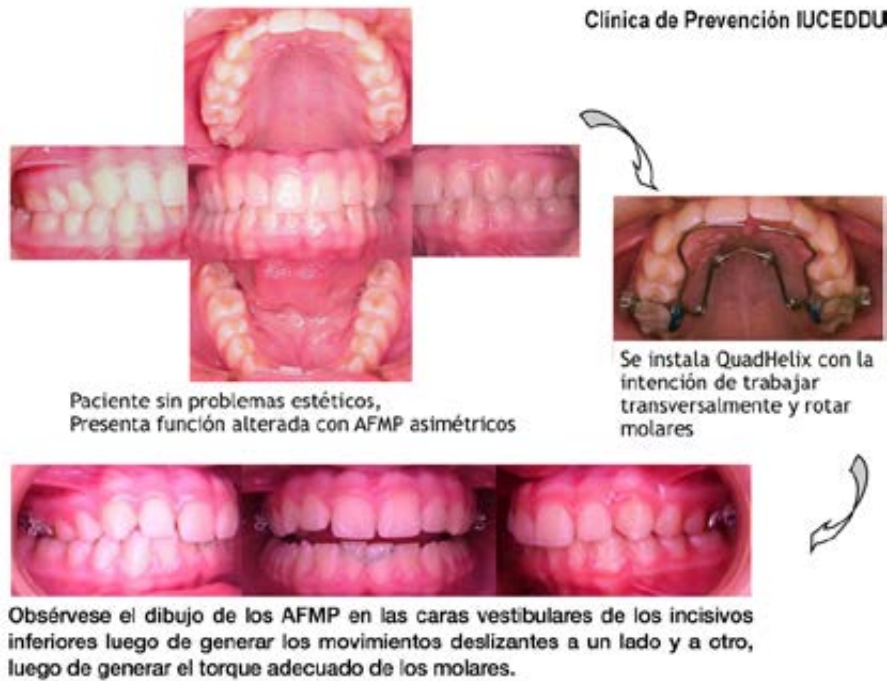 Clínica de Prevención IUCEDDU
Se instala QuadHelix con la
intención de trabajar
transversalmente y rotar
molares
Paciente sin problemas estéticos,
Presenta función alterada con AFMP asimétricos
Obsérvese el dibujo de los AFMP en las caras vestibulares de los incisivos
inferiores luego de generar los movimientos deslizantes a un lado y a otro,
luego de generar el torque adecuado de los molares.